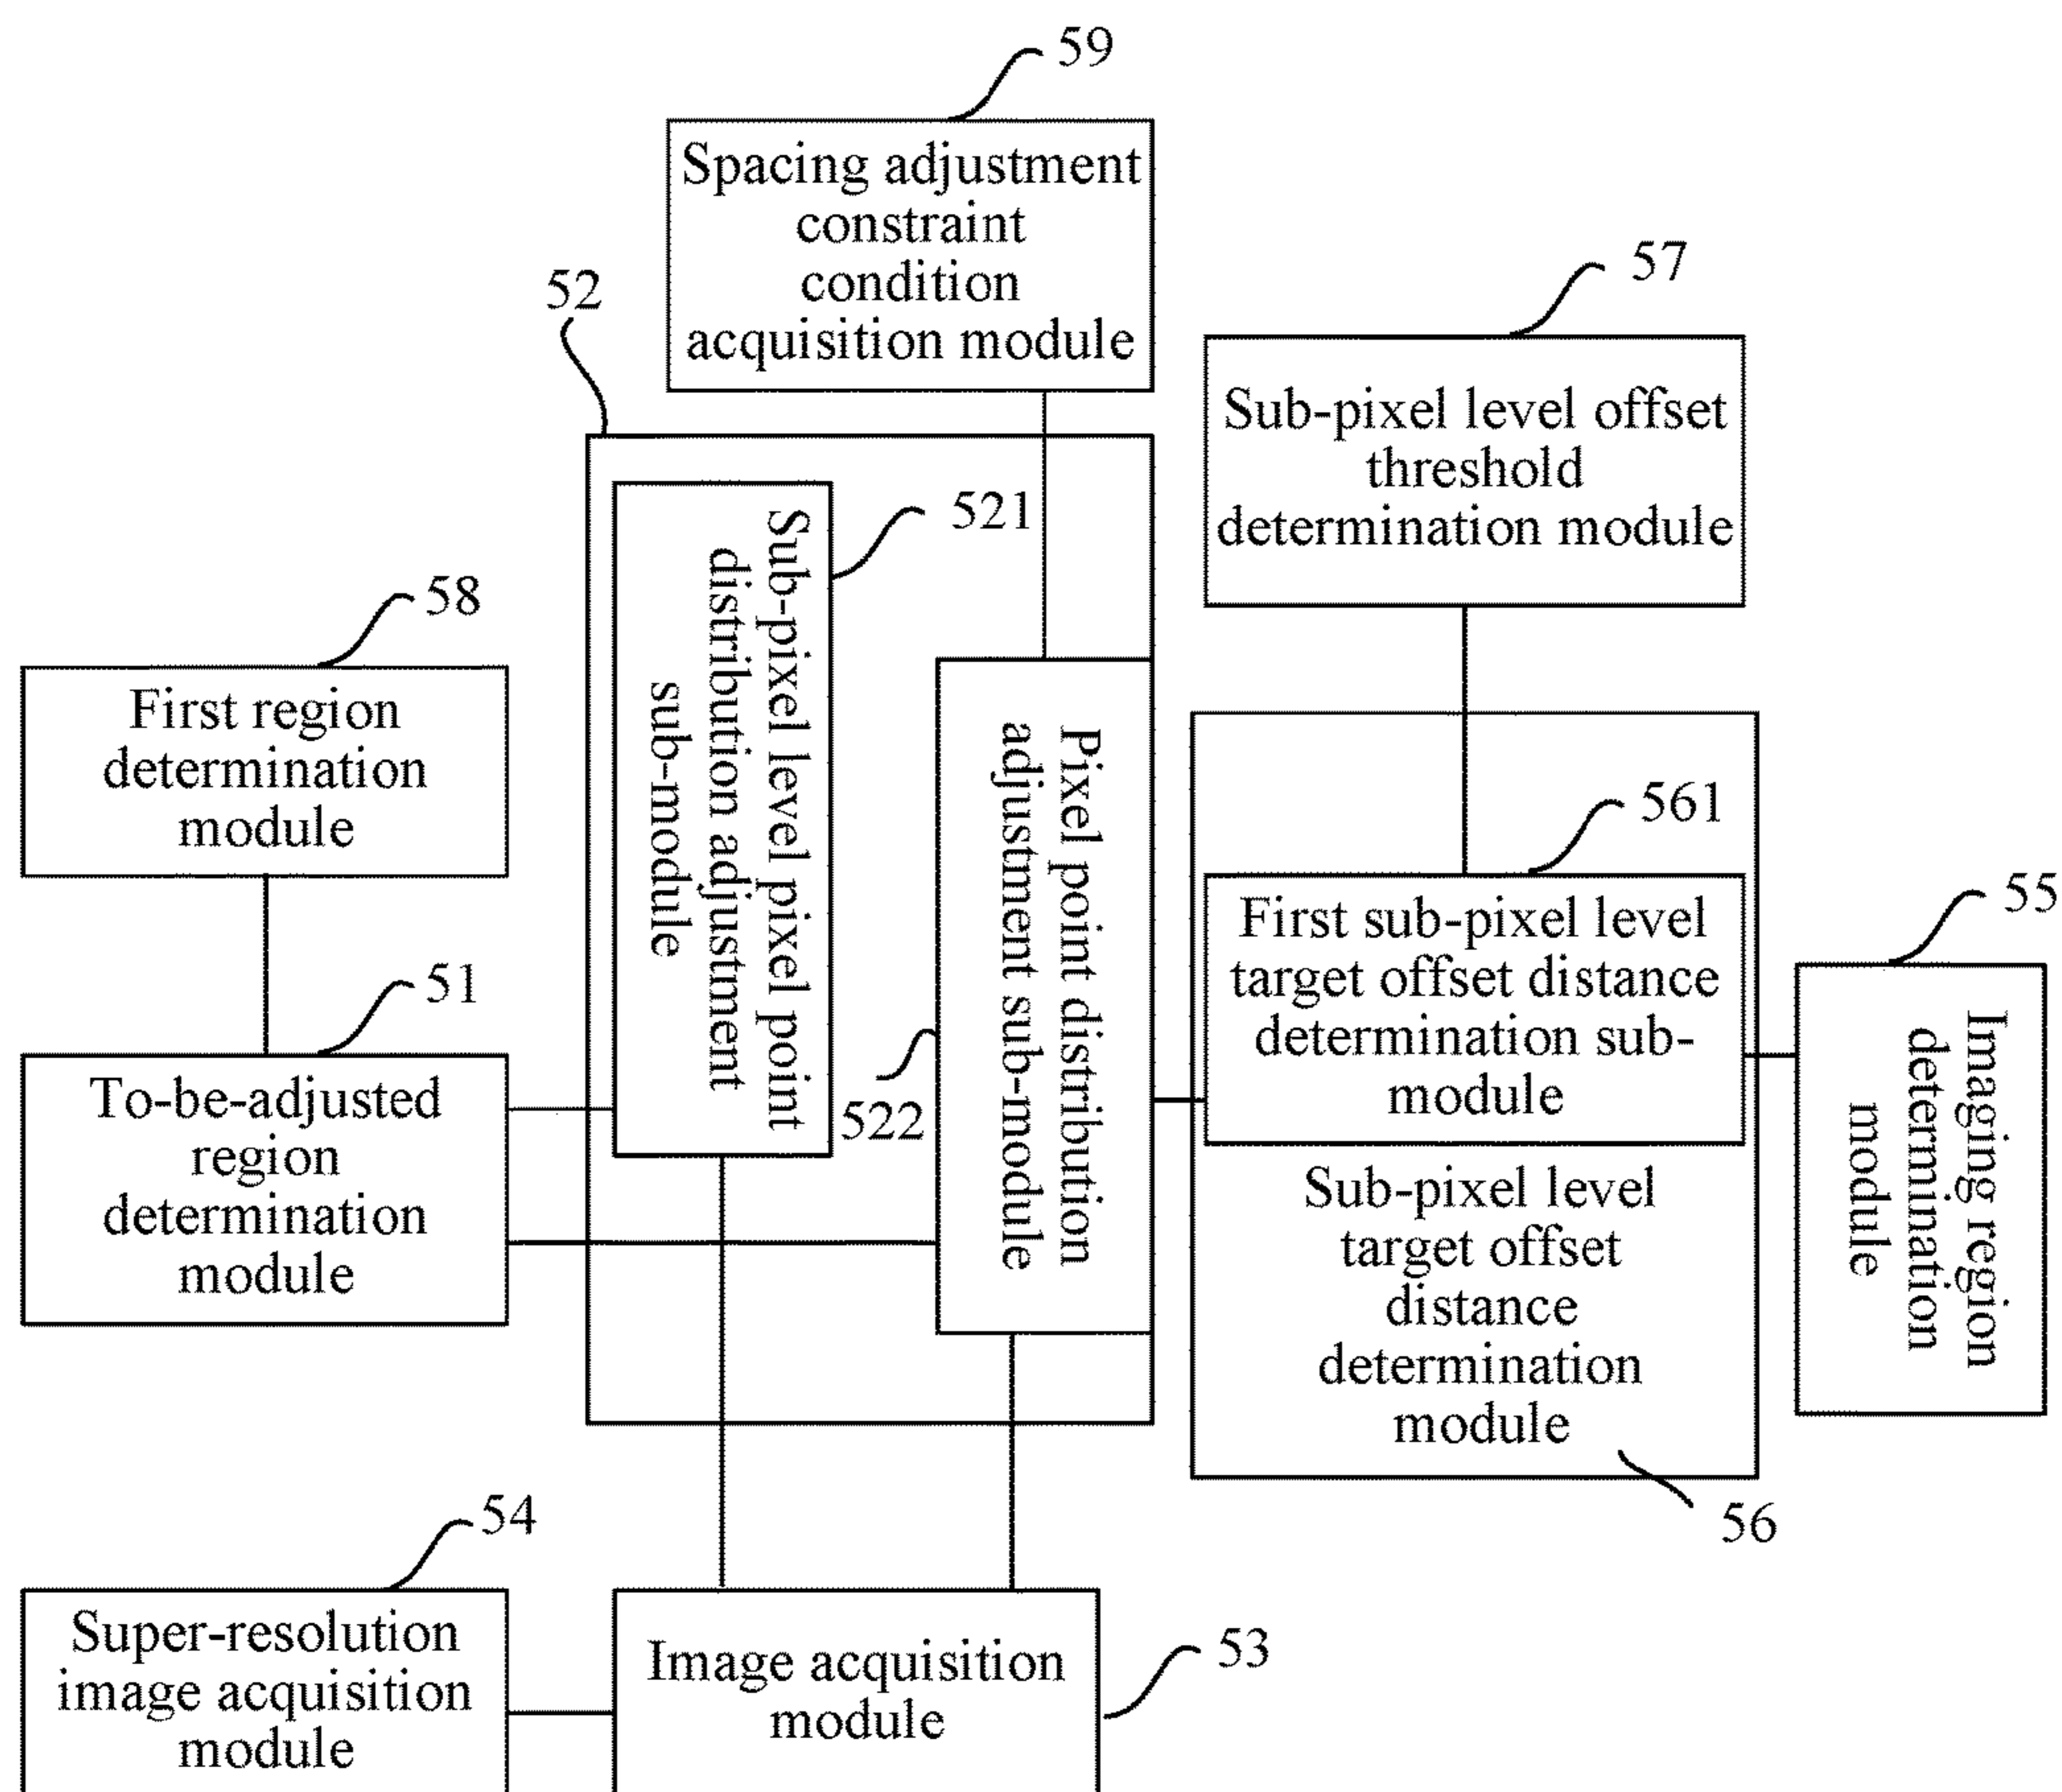 59
Spacing adjustment
constraint
condition
acquisition module
57
Sub-pixel level offset
threshold
determination module
52
521
Sub-pixel level pixel point
distribution adjustment
sub-module
58
First region
determination
module
522
Pixel point distribution
adjustment sub-module
561
First sub-pixel level
target offset distance
determination sub-
module
Sub-pixel level
target offset
distance
determination
module
56
55
Imaging region
determination
module
51
To-be-adjusted
region
determination
module
54
Super-resolution
image acquisition
module
Image acquisition
module
53